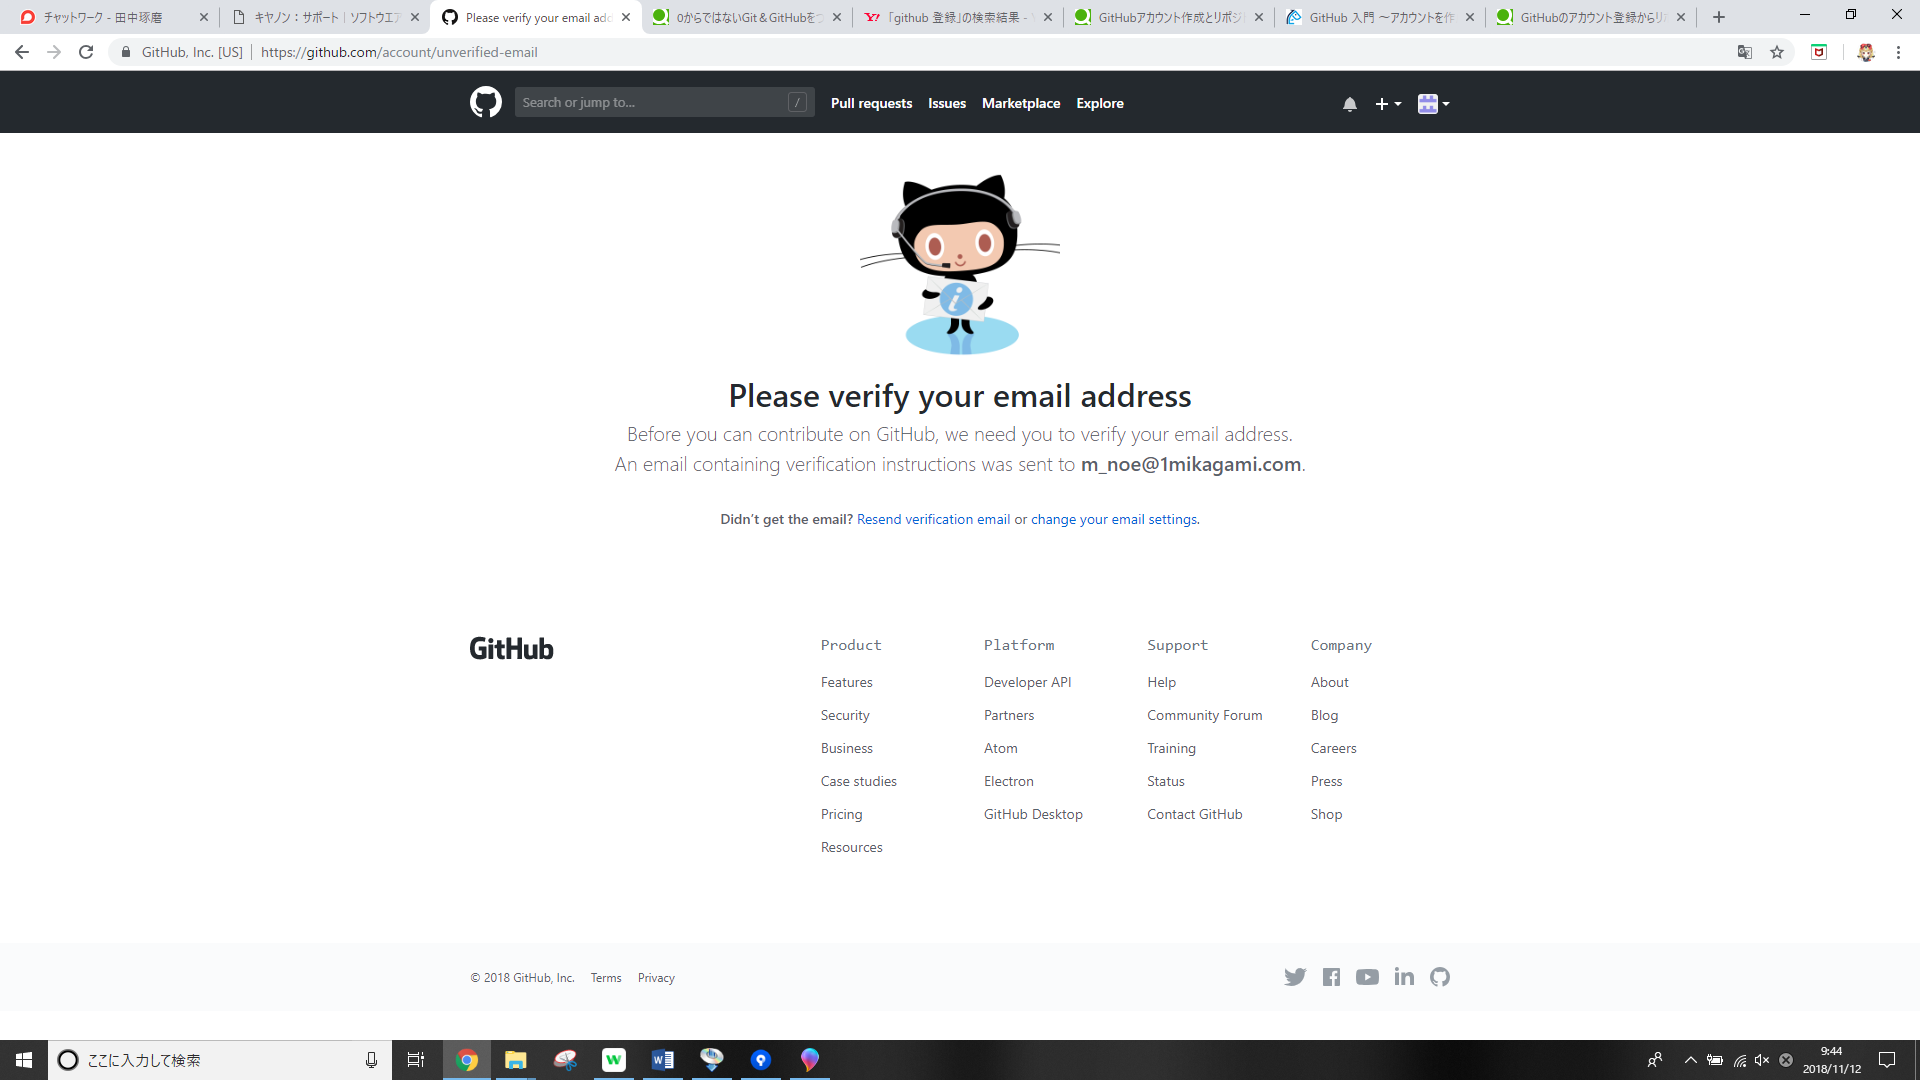 チャットワーク - 田中琢磨
キヤノン：サポート｜ソフトウエア
Please verify your email add
0からではないGit＆GitHubをつ
「github 登録」の検索結果 -
GitHubアカウント作成とリポジ
GitHub 入門 ～アカウントを作
GitHubのアカウント登録からリ
GitHub, Inc. [US]
https://github.com/account/unverified-email
Search or jump to...
/
Pull requests
Issues
Marketplace
Explore
Please verify your email address
Before you can contribute on GitHub, we need you to verify your email address.
An email containing verification instructions was sent to m_noe@1mikagami.com.
Didn't get the email? Resend verification email or change your email settings.
GitHub
Product
Features
Security
Business
Case studies
Pricing
Resources
Platform
Developer API
Partners
Atom
Electron
GitHub Desktop
Support
Help
Community Forum
Training
Status
Contact GitHub
Company
About
Blog
Careers
Press
Shop
© 2018 GitHub, Inc.
Terms
Privacy
ここに入力して検索
9:44
2018/11/12